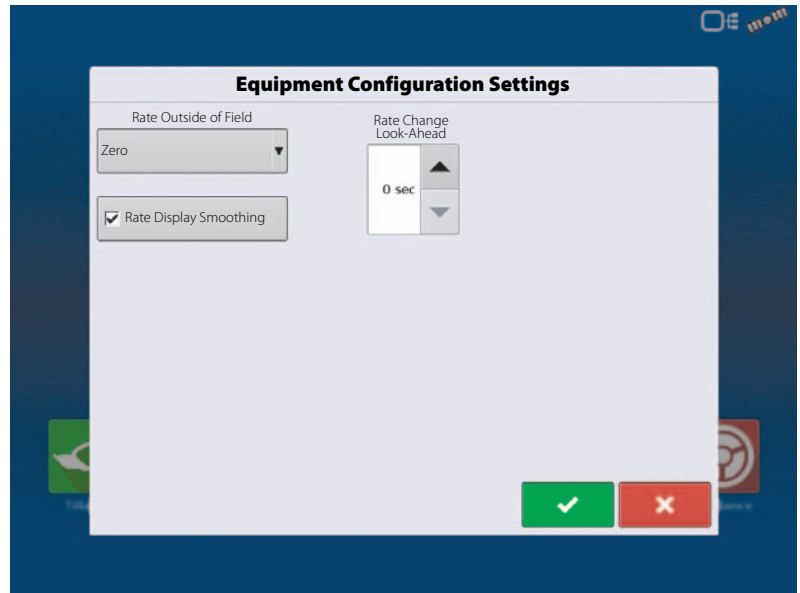 Equipment Configuration Settings
Rate Outside of Field
Zero
Rate Display Smoothing
Rate Change
Look-Ahead
0 sec